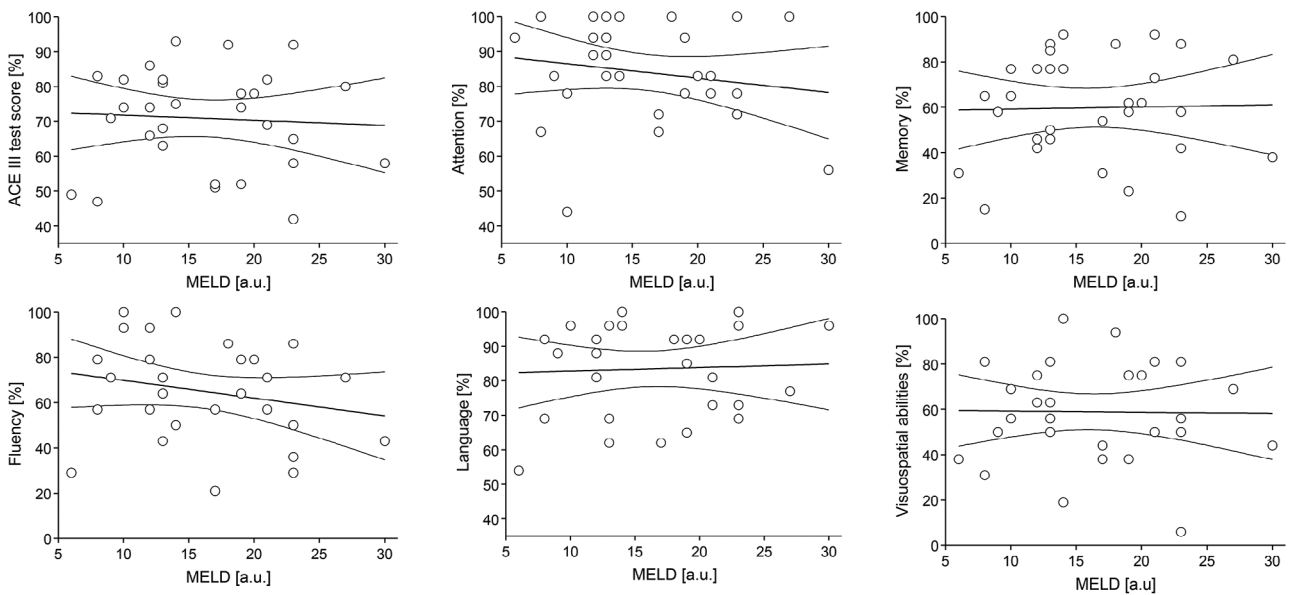 ACE III test score [%]
90
80
70
60
50
40
5 10 15 20 25 30
MELD [a.u.]
Attention [%]
100
90
80
70
60
50
40
5 10 15 20 25 30
MELD [a.u.]
Memory [%]
100
80
60
40
20
0
5 10 15 20 25 30
MELD [a.u.]
Fluency [%]
100
80
60
40
20
0
5 10 15 20 25 30
MELD [a.u.]
Language [%]
100
90
80
70
60
50
40
5 10 15 20 25 30
MELD [a.u.]
Visuospatial abilities [%]
100
80
60
40
20
0
5 10 15 20 25 30
MELD [a.u]